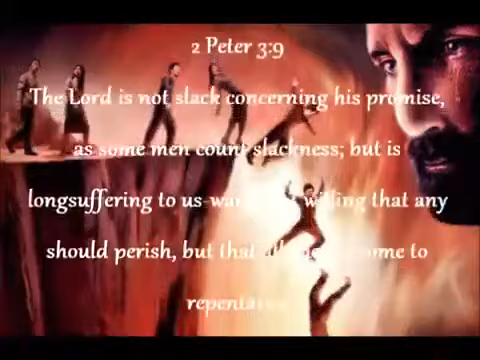 2 Peter 3:9
The Lord is not slack concerning his promise,
as some men count slackness; but is
longsuffering to us-ward, not willing that any
should perish, but that all should come to